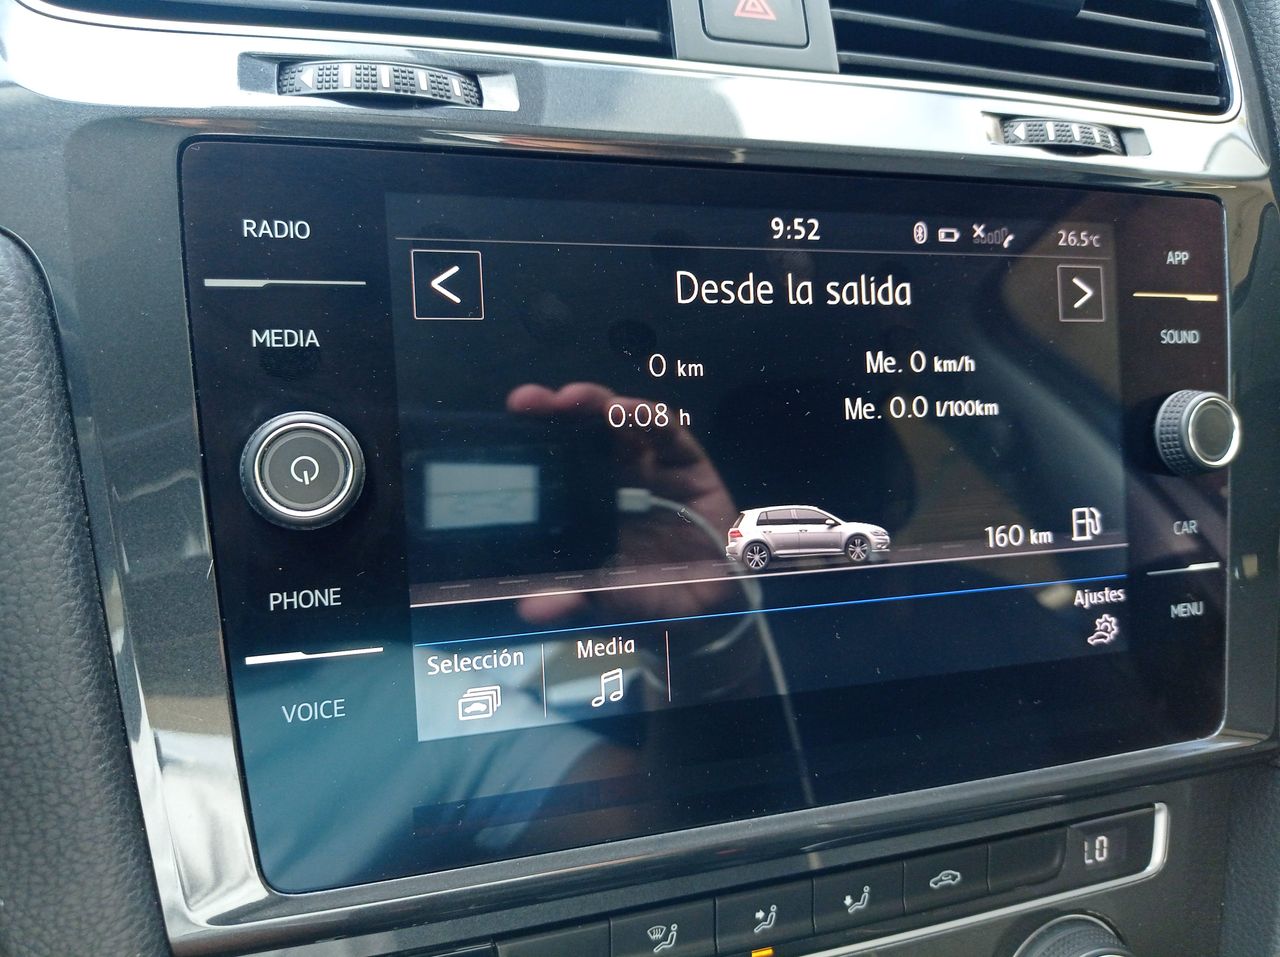 RADIO
MEDIA
PHONE
VOICE
9:52
26.5°C
Desde la salida
0 km
Me. 0 km/h
0:08 h
Me. 0.0 l/100km
160 km
Ajustes
Selección
Media
APP
SOUND
CAR
MENU
LO